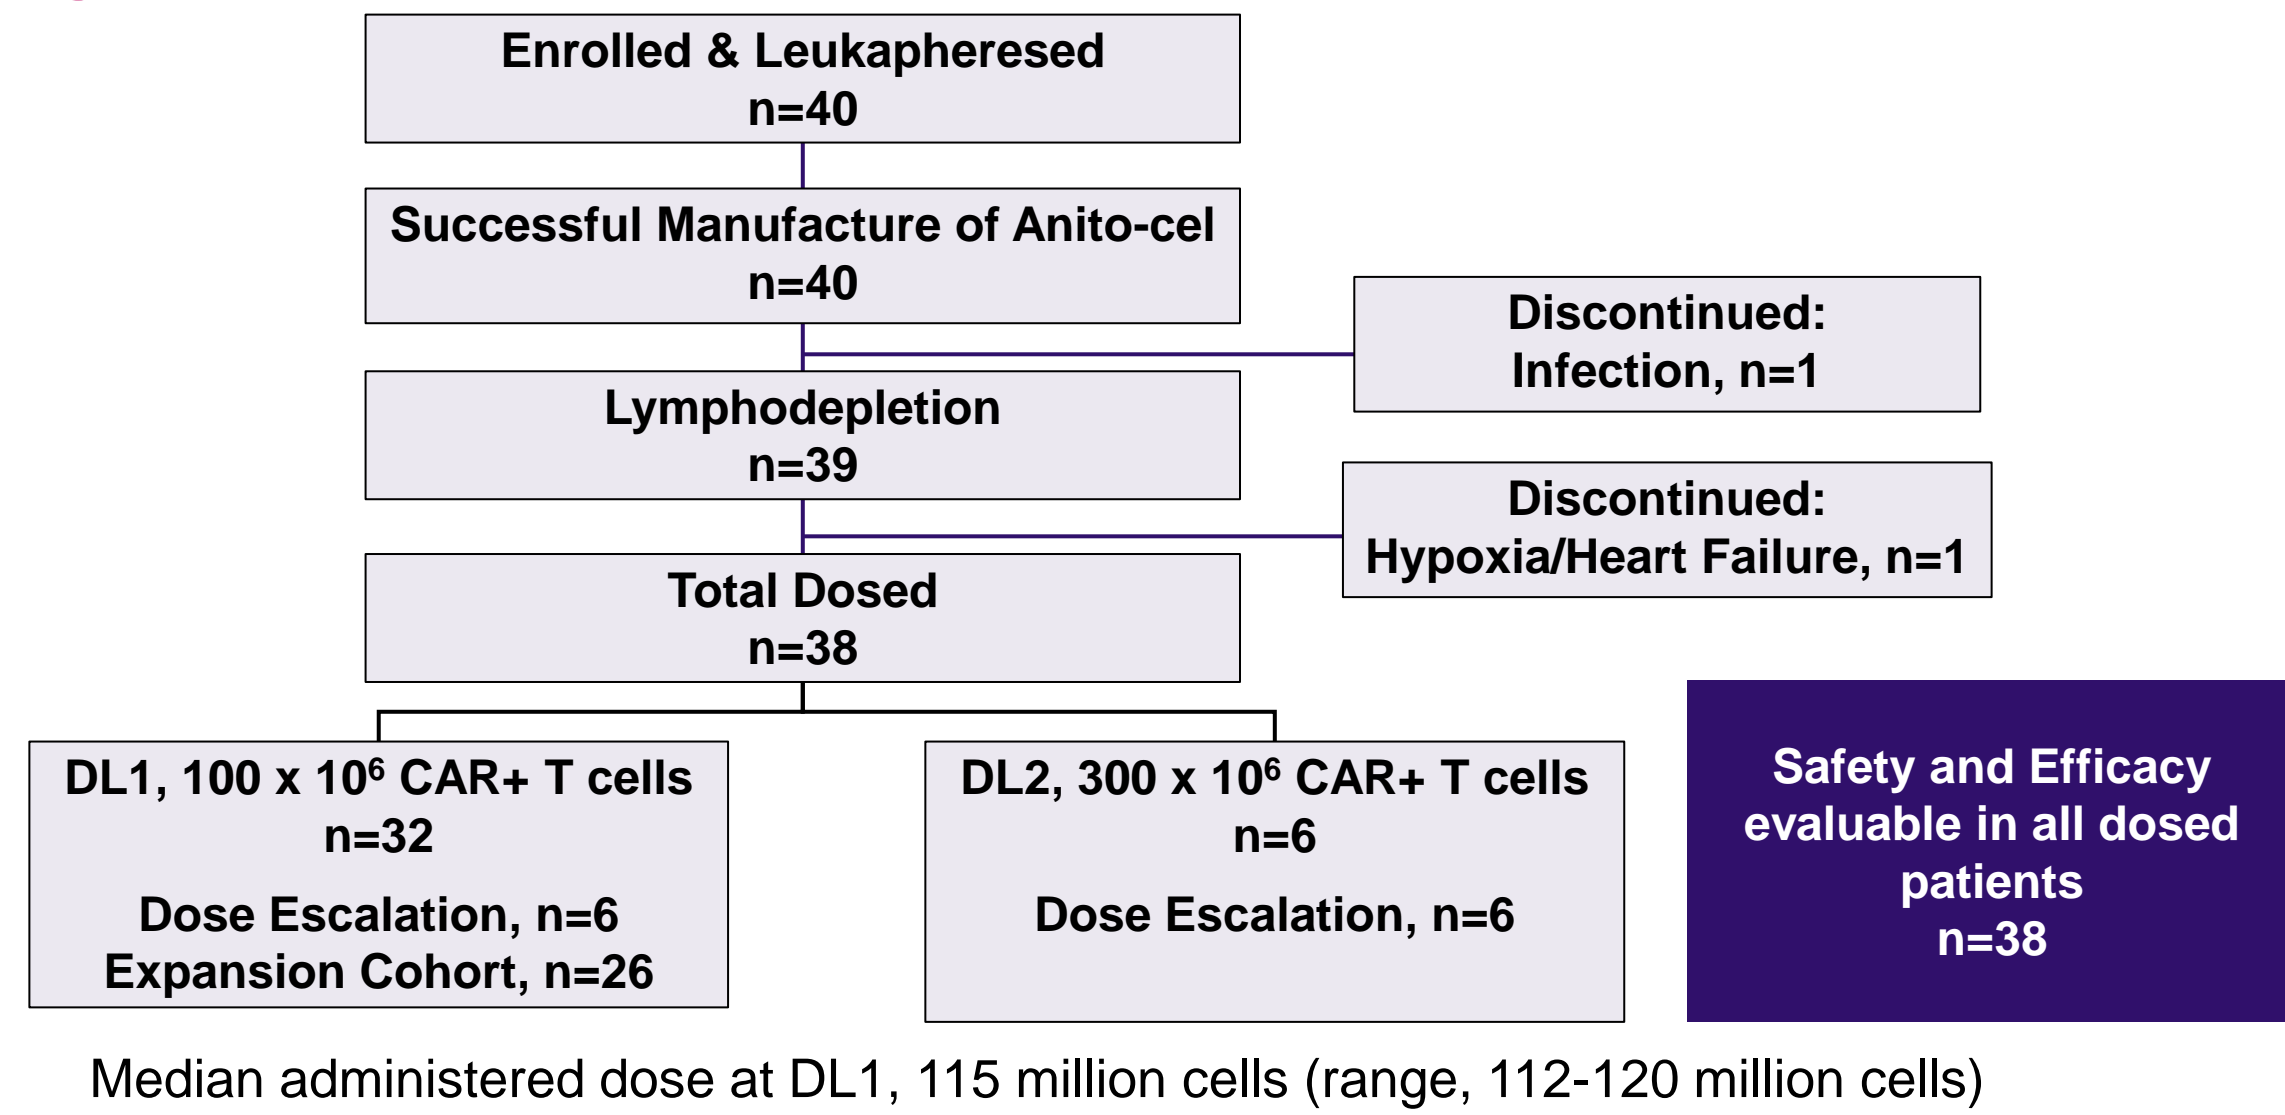 Enrolled & Leukapheresed
n=40
Successful Manufacture of Anito-cel
n=40
Discontinued:
Infection, n=1
Lymphodepletion
n=39
Discontinued:
Hypoxia/Heart Failure, n=1
Total Dosed
n=38
DL1, 100 x 10⁶ CAR+ T cells
n=32
Dose Escalation, n=6
Expansion Cohort, n=26
DL2, 300 x 10⁶ CAR+ T cells
n=6
Dose Escalation, n=6
Safety and Efficacy
evaluable in all dosed
patients
n=38
Median administered dose at DL1, 115 million cells (range, 112-120 million cells)